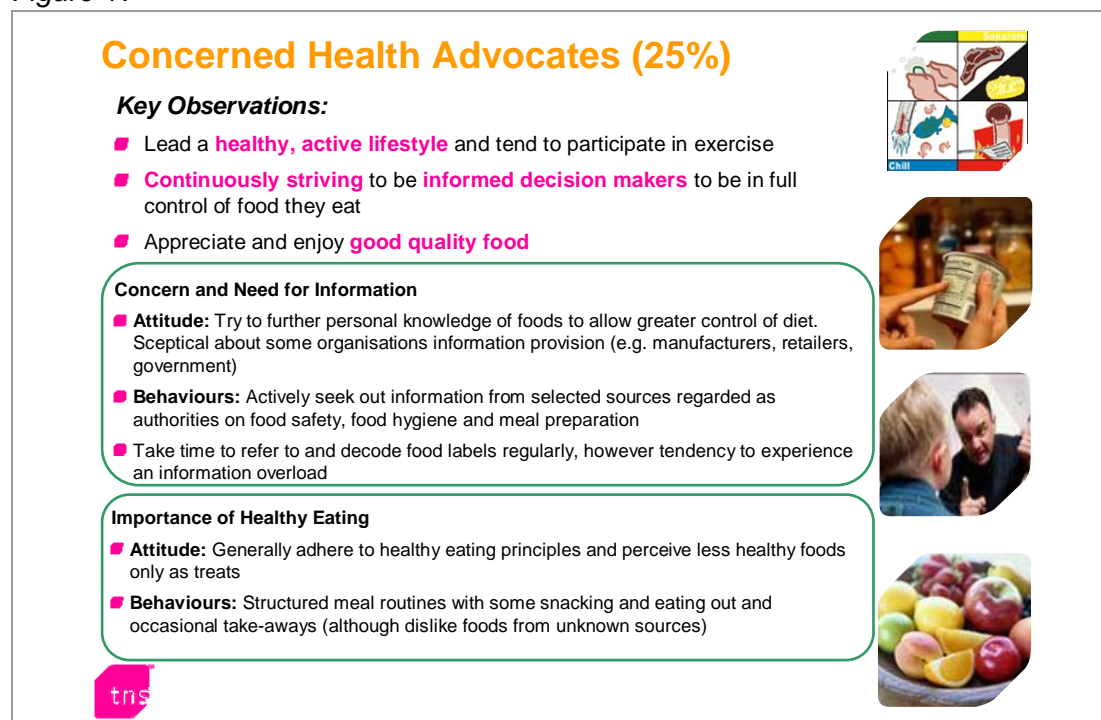 Concerned Health Advocates (25%)
Key Observations:
Lead a healthy, active lifestyle and tend to participate in exercise
Continuously striving to be informed decision makers to be in full
control of food they eat
Appreciate and enjoy good quality food
Concern and Need for Information
Attitude: Try to further personal knowledge of foods to allow greater control of diet.
Sceptical about some organisations information provision (e.g. manufacturers, retailers,
government)
Behaviours: Actively seek out information from selected sources regarded as
authorities on food safety, food hygiene and meal preparation
Take time to refer to and decode food labels regularly, however tendency to experience
an information overload
Importance of Healthy Eating
Attitude: Generally adhere to healthy eating principles and perceive less healthy foods
only as treats
Behaviours: Structured meal routines with some snacking and eating out and
occasional take-aways (although dislike foods from unknown sources)
tns
Separate
Chill